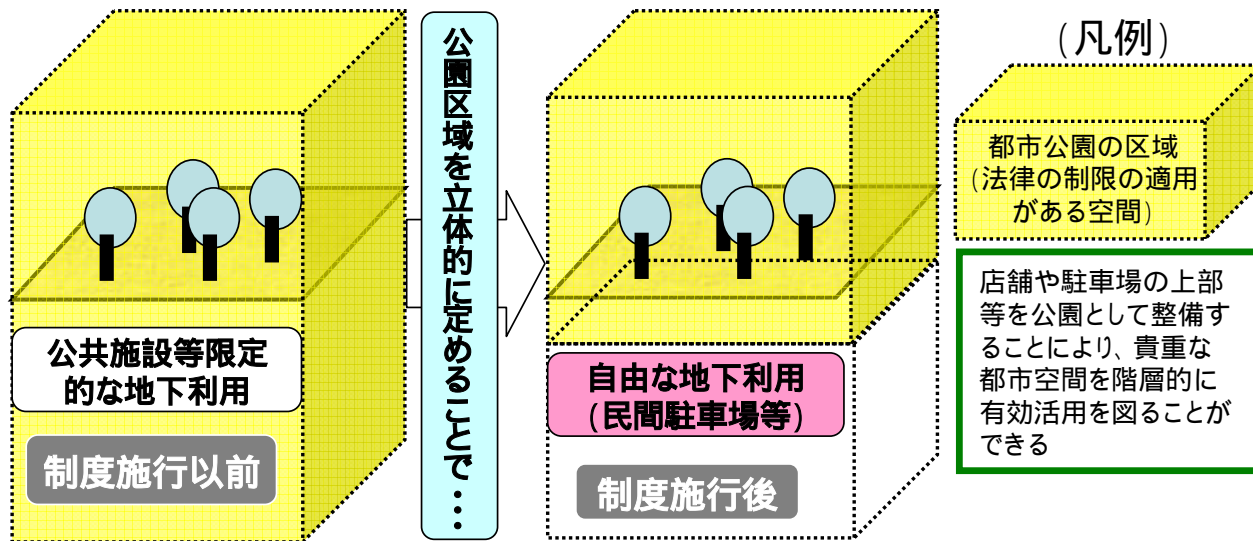 公共施設等限定
的な地下利用
制度施行以前
公園区域を立体的に定めることで・・・
自由な地下利用
(民間駐車場等)
制度施行後
(凡例)
都市公園の区域
(法律の制限の適用
がある空間)
店舗や駐車場の上部
等を公園として整備す
ることにより、貴重な
都市空間を階層的に
有効活用を図ることが
できる